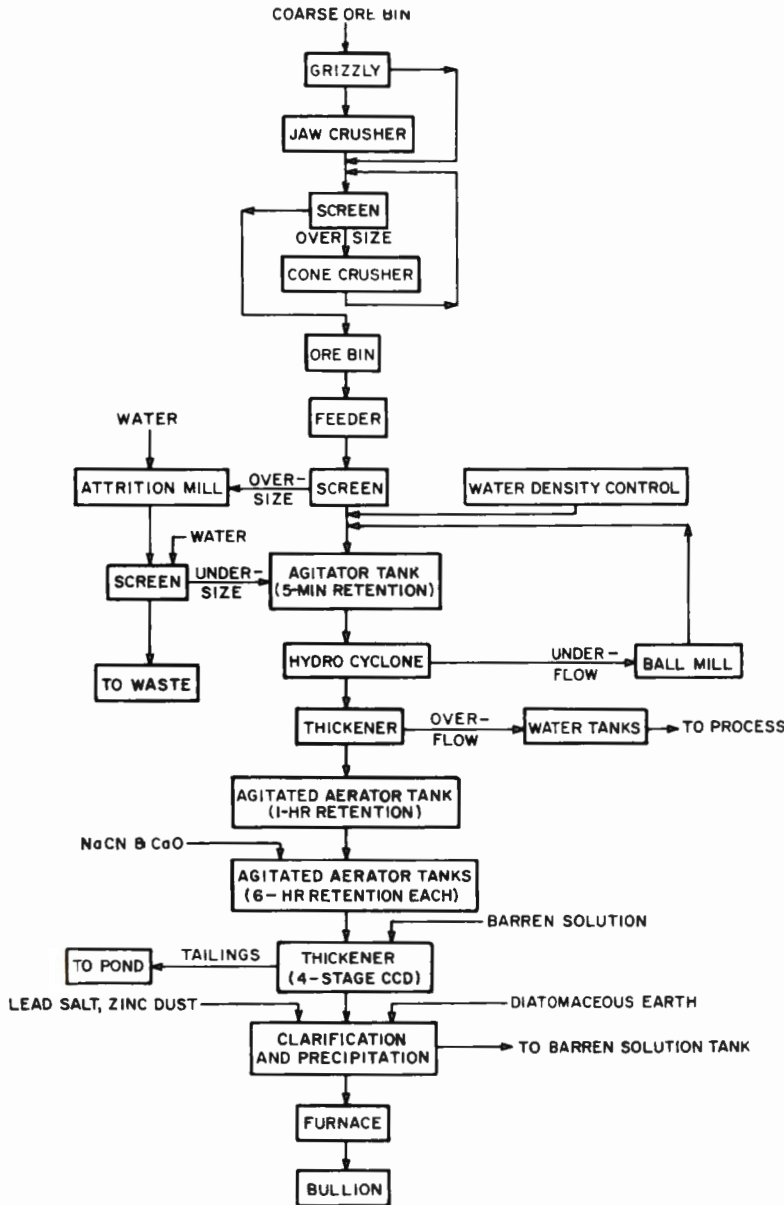 COARSE ORE BIN
GRIZZLY
JAW CRUSHER
SCREEN
OVER SIZE
CONE CRUSHER
ORE BIN
FEEDER
WATER
ATTRITION MILL
OVER-
SIZE
SCREEN
WATER DENSITY CONTROL
WATER
SCREEN
UNDER-
SIZE
AGITATOR TANK
(5-MIN RETENTION)
TO WASTE
HYDRO CYCLONE
UNDER-
FLOW
BALL MILL
THICKENER
OVER-
FLOW
WATER TANKS
TO PROCESS
AGITATED AERATOR TANK
(1-HR RETENTION)
NaCN & CaO
AGITATED AERATOR TANKS
(6-HR RETENTION EACH)
BARREN SOLUTION
TO POND
TAILINGS
THICKENER
(4-STAGE CCD)
LEAD SALT, ZINC DUST
DIATOMACEOUS EARTH
CLARIFICATION
AND PRECIPITATION
TO BARREN SOLUTION TANK
FURNACE
BULLION